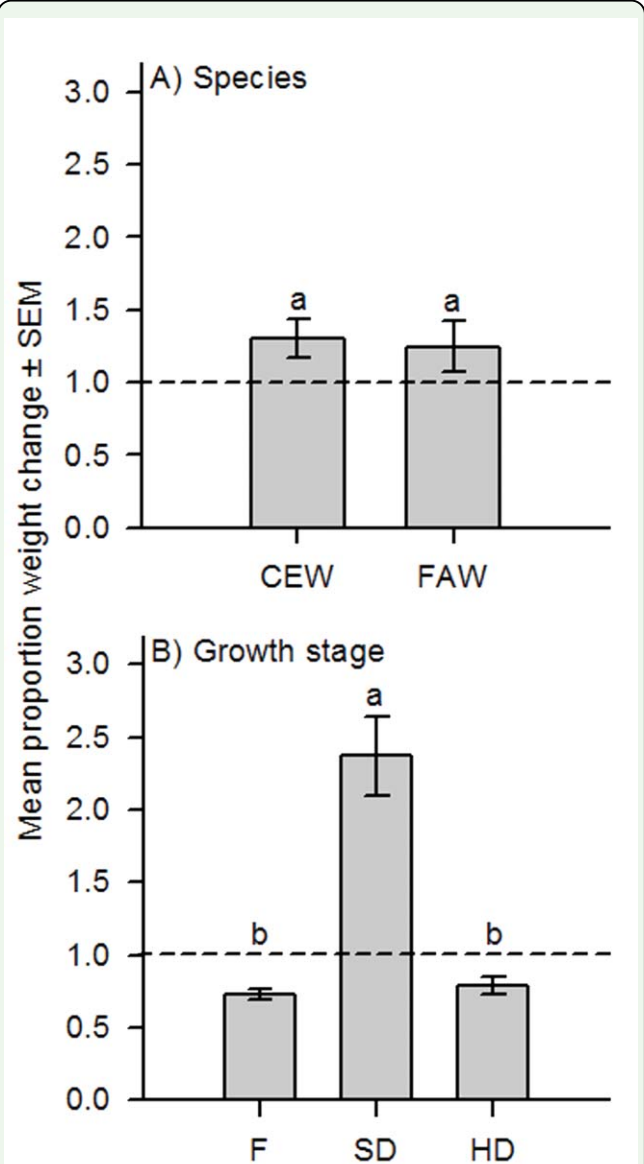 Mean proportion weight change ± SEM
A) Species
3.0
2.5
2.0
1.5
1.0
0.5
0.0
a
a
CEW
FAW
B) Growth stage
3.0
2.5
2.0
1.5
1.0
0.5
0.0
b
a
b
F
SD
HD